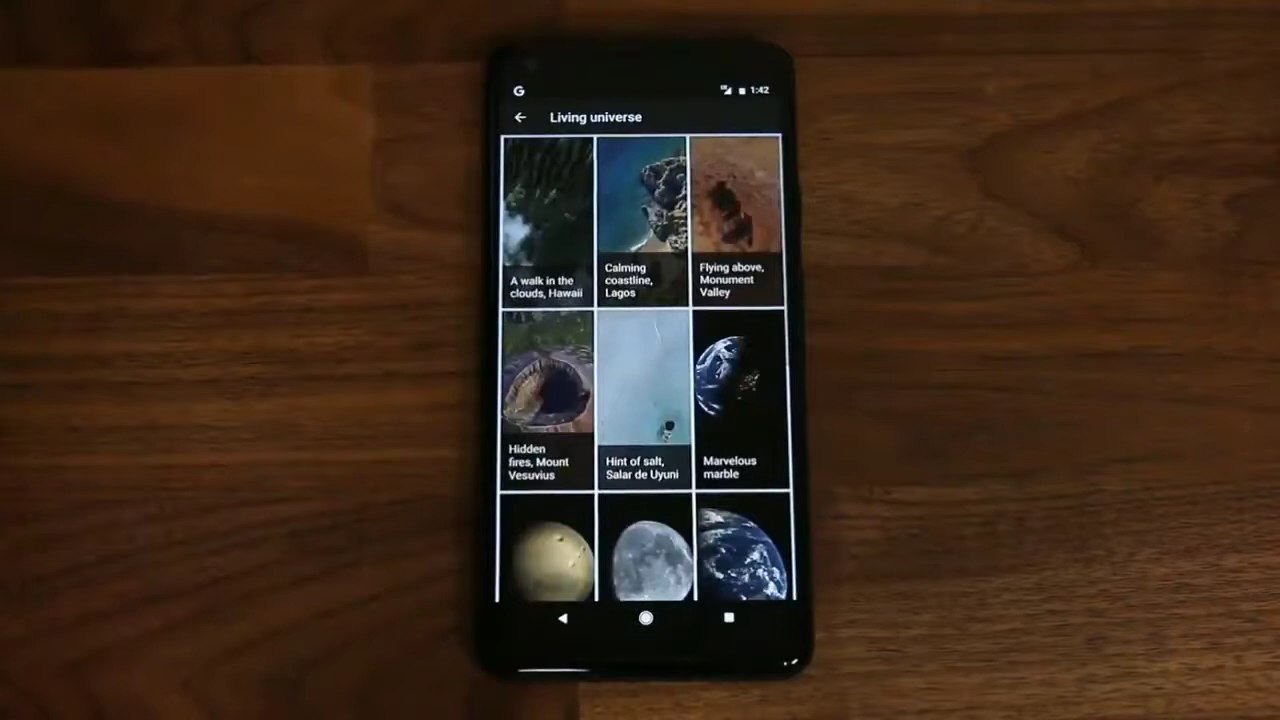 G
1:42
Living universe
A walk in the
clouds, Hawaii
Calming
coastline,
Lagos
Flying above,
Monument
Valley
Hidden
fires, Mount
Vesuvius
Hint of salt,
Salar de Uyuni
Marvelous
marble